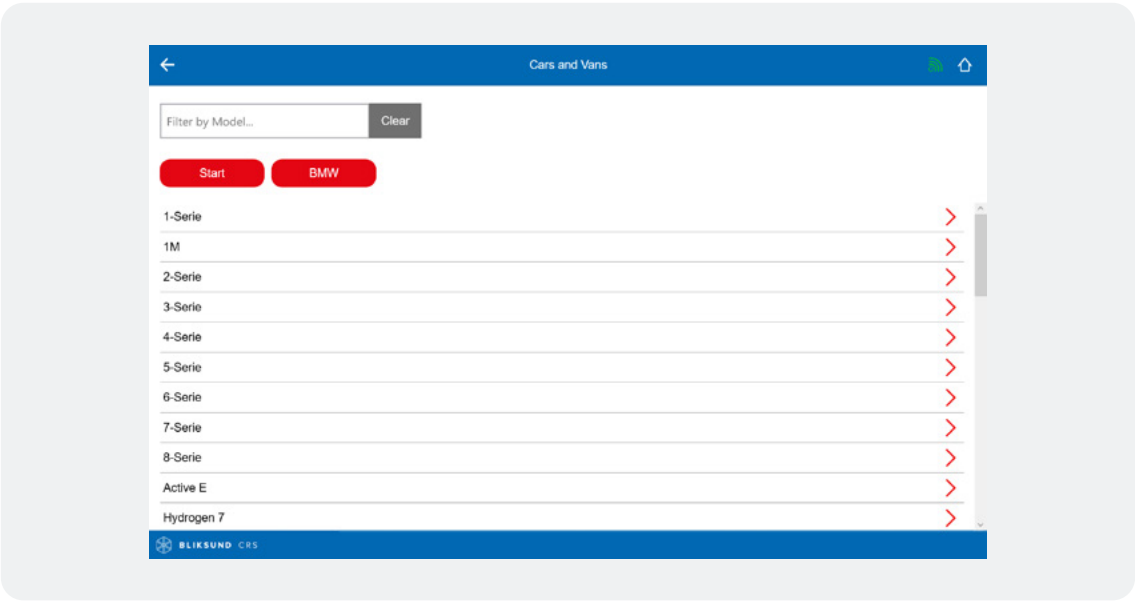 Cars and Vans
Filter by Model...
Clear
Start
BMW
1-Serie
1M
2-Serie
3-Serie
4-Serie
5-Serie
6-Serie
7-Serie
8-Serie
Active E
Hydrogen 7
BLIKSUND CRS